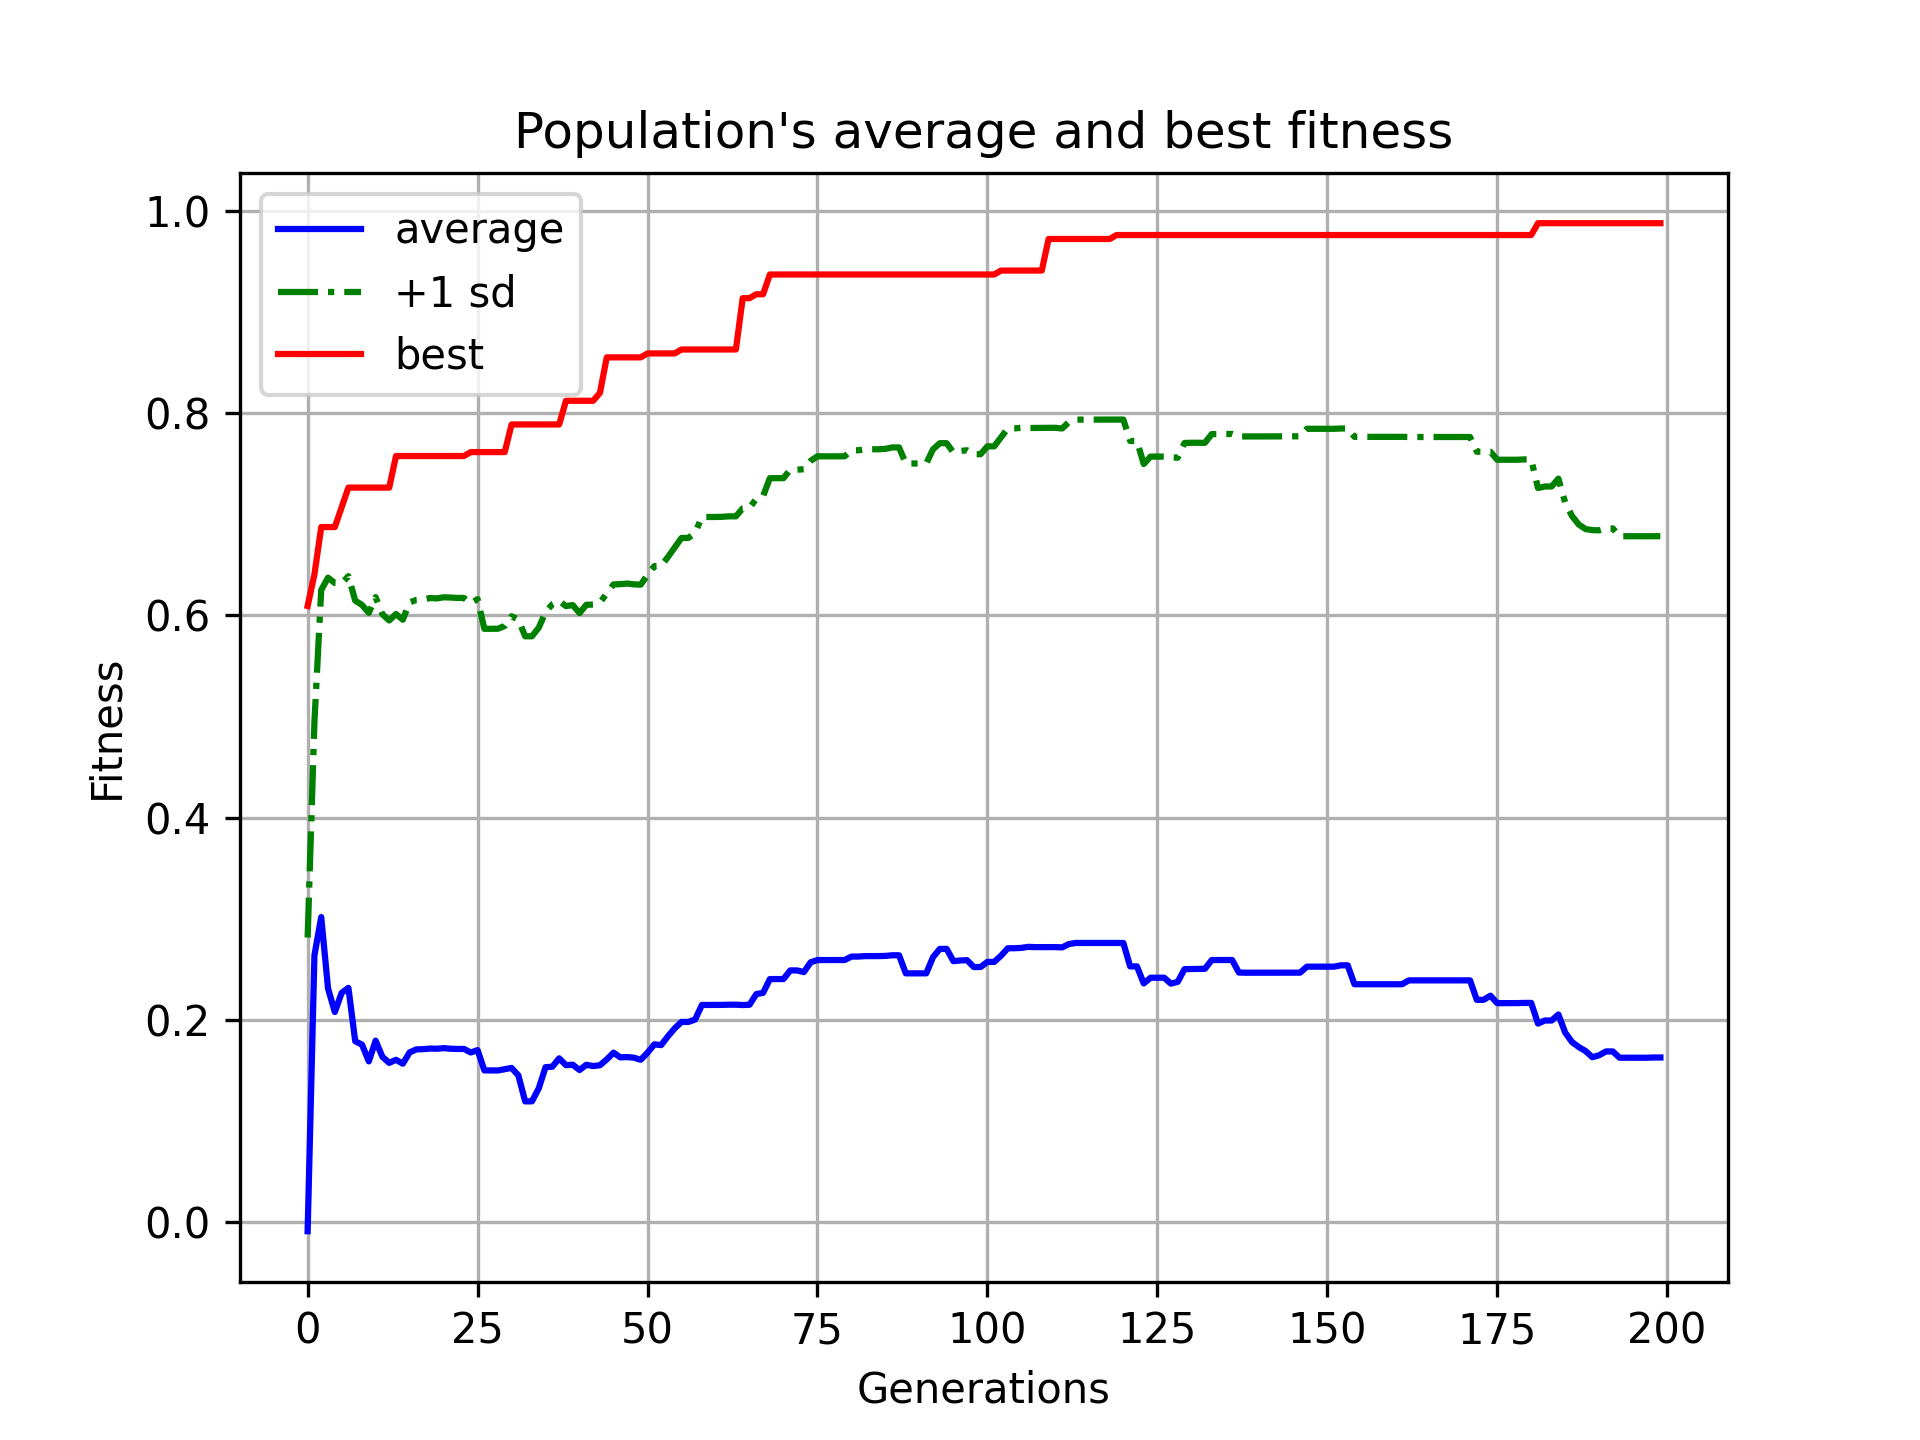 Population's average and best fitness
average
+1 sd
best
1.0
0.8
0.6
0.4
0.2
0.0
Fitness
0 25 50 75 100 125 150 175 200
Generations